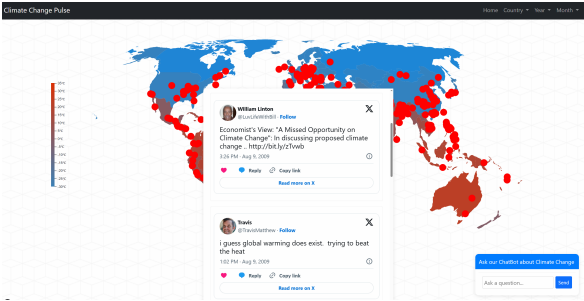 Climate Change Pulse
Home Country Year Month
William Linton
@LuvLifeWithBill · Follow
Economist's View: "A Missed Opportunity on
Climate Change": In discussing proposed climate
change .. http://bit.ly/zTvwb
3:26 PM · Aug 9, 2009
Reply Copy link
Read more on X
Travis
@TravisMatthew · Follow
i guess global warming does exist. trying to beat
the heat
1:02 PM · Aug 9, 2009
Reply Copy link
Read more on X
Ask our ChatBot about Climate Change
Ask a question...
Send